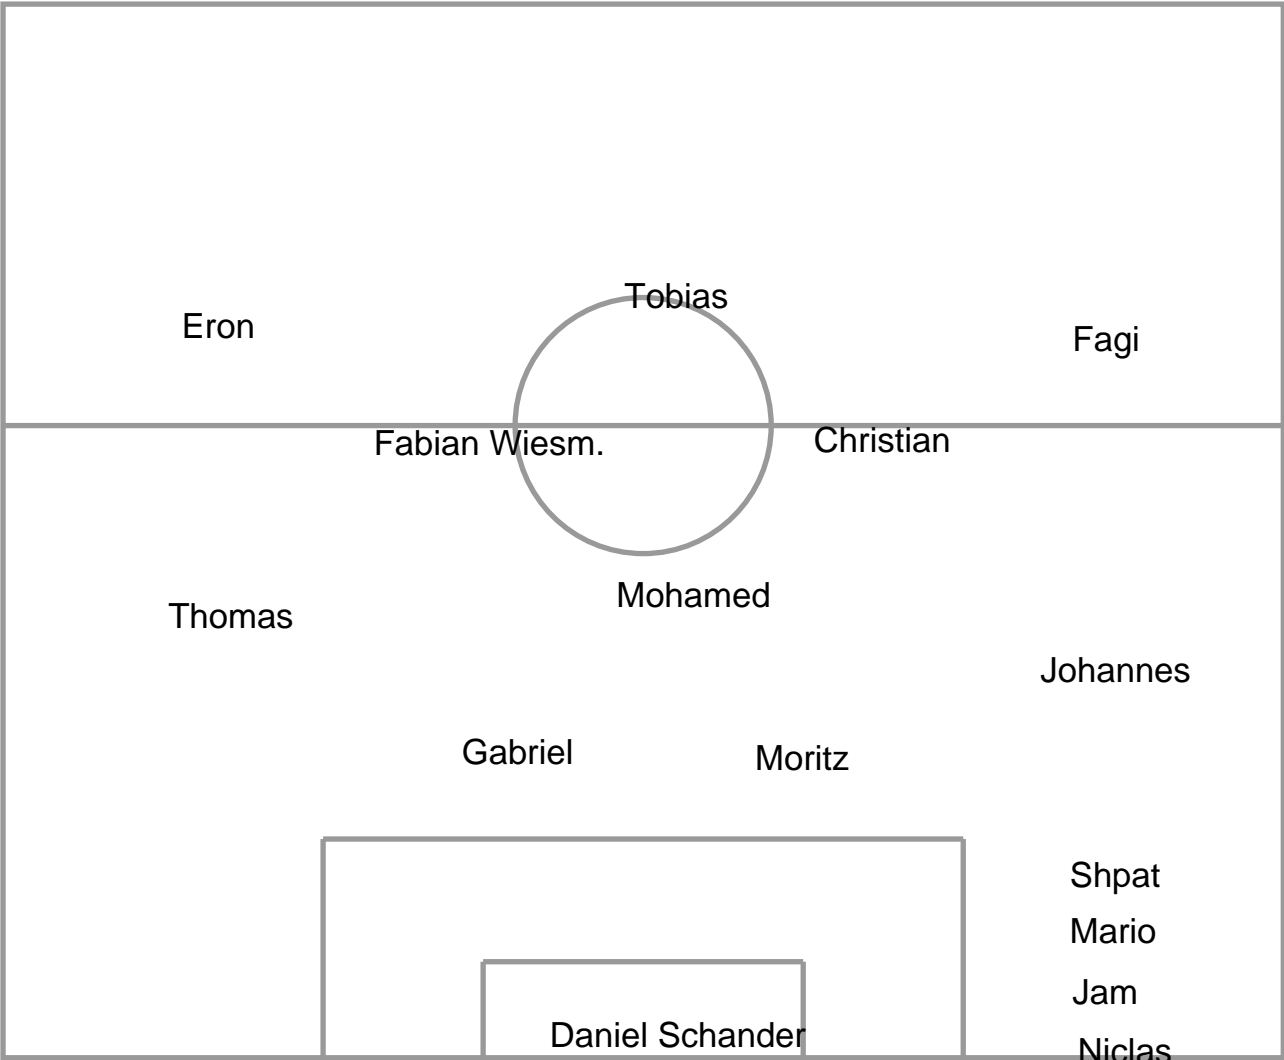 Tobias
Eron
Fagi
Fabian Wiesm.
Christian
Mohamed
Thomas
Johannes
Gabriel
Moritz
Shpat
Mario
Jam
Daniel Schander
Niclas